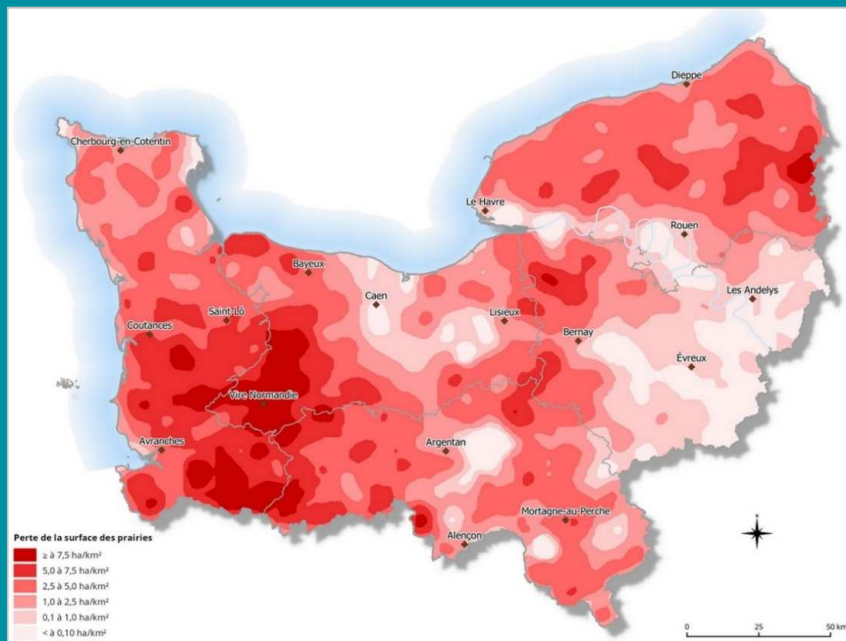 Dieppe
Cherbourg-en-Cotentin
Le Havre
Rouen
Bayeux
Caen
Les Andelys
Saint-Lô
Lisieux
Coutances
Bernay
Évreux
Vire Normandie
Avranches
Argentan
Mortagne-au-Perche
Alençon
Perte de la surface des prairies
≥ à 7,5 ha/km²
5,0 à 7,5 ha/km²
2,5 à 5,0 ha/km²
1,0 à 2,5 ha/km²
0,1 à 1,0 ha/km²
< à 0,10 ha/km²
0 25 50 km